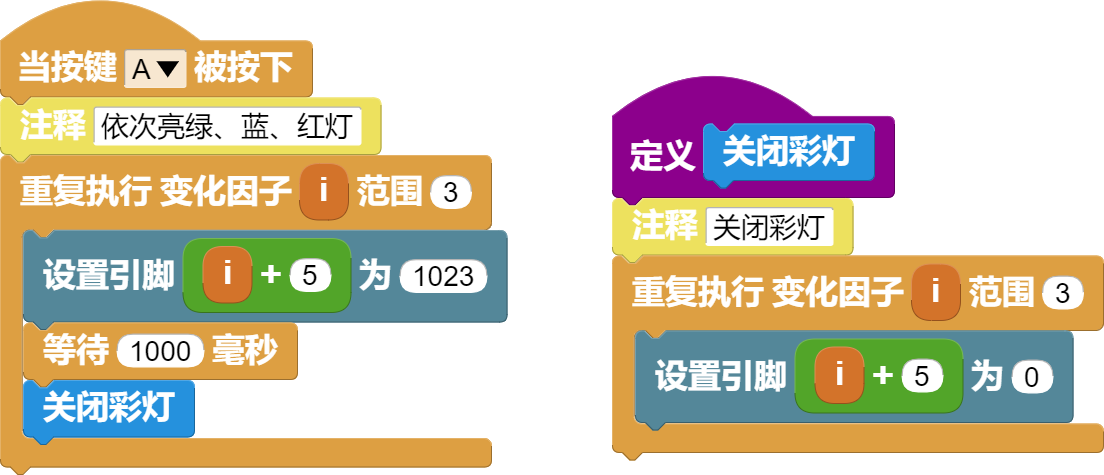 当按键 A▼ 被按下
注释 依次亮绿、蓝、红灯
重复执行 变化因子 i 范围 3
设置引脚 i + 5 为 1023
等待 1000 毫秒
关闭彩灯
定义 关闭彩灯
注释 关闭彩灯
重复执行 变化因子 i 范围 3
设置引脚 i + 5 为 0